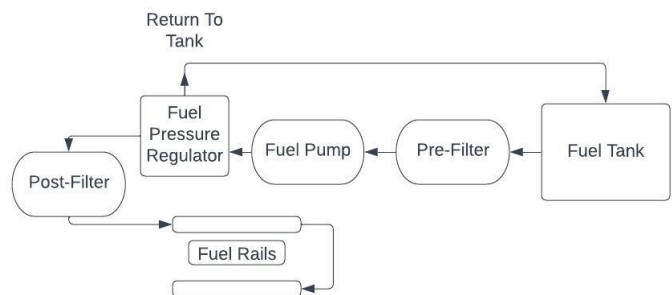 Return To
Tank
Fuel
Pressure
Regulator
Fuel Pump
Pre-Filter
Fuel Tank
Post-Filter
Fuel Rails